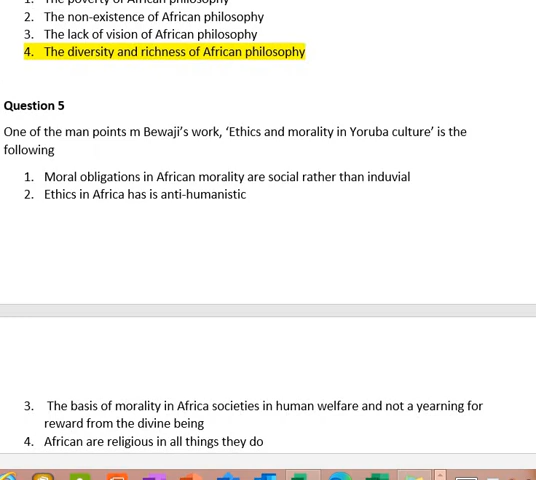 1. The poverty of African philosophy
2. The non-existence of African philosophy
3. The lack of vision of African philosophy
4. The diversity and richness of African philosophy
Question 5
One of the man points m Bewaji's work, 'Ethics and morality in Yoruba culture' is the
following
1. Moral obligations in African morality are social rather than induvial
2. Ethics in Africa has is anti-humanistic
3. The basis of morality in Africa societies in human welfare and not a yearning for
reward from the divine being
4. African are religious in all things they do